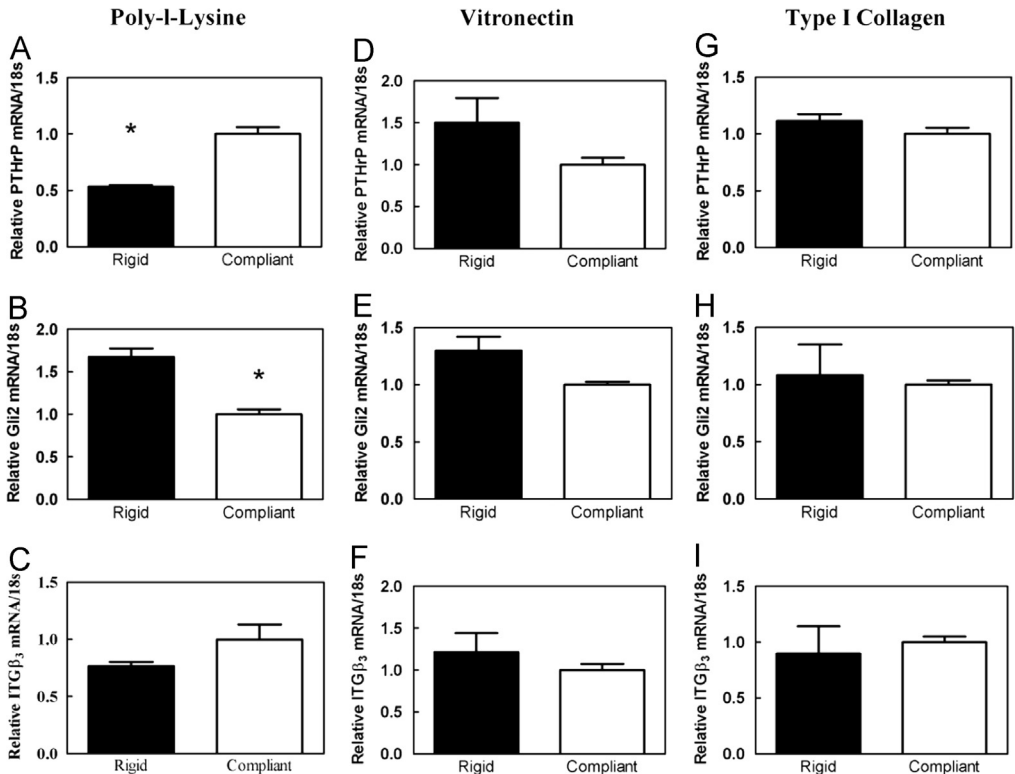 Poly-l-Lysine
Vitronectin
Type I Collagen
A
Relative PTHrP mRNA/18s
1.5
1.0
0.5
0.0
*
Rigid Compliant
D
Relative PTHrP mRNA/18s
2.0
1.5
1.0
0.5
0.0
Rigid Compliant
G
Relative PTHrP mRNA/18s
1.5
1.0
0.5
0.0
Rigid Compliant
B
Relative Gli2 mRNA/18s
2.0
1.5
1.0
0.5
0.0
*
Rigid Compliant
E
Relative Gli2 mRNA/18s
1.5
1.0
0.5
0.0
Rigid Compliant
H
Relative Gli2 mRNA/18s
1.5
1.0
0.5
0.0
Rigid Compliant
C
Relative ITGβ3 mRNA/18s
1.5
1.0
0.5
0.0
Rigid Compliant
F
Relative ITGβ3 mRNA/18s
2.0
1.5
1.0
0.5
0.0
Rigid Compliant
I
Relative ITGβ3 mRNA/18s
1.5
1.0
0.5
0.0
Rigid Compliant